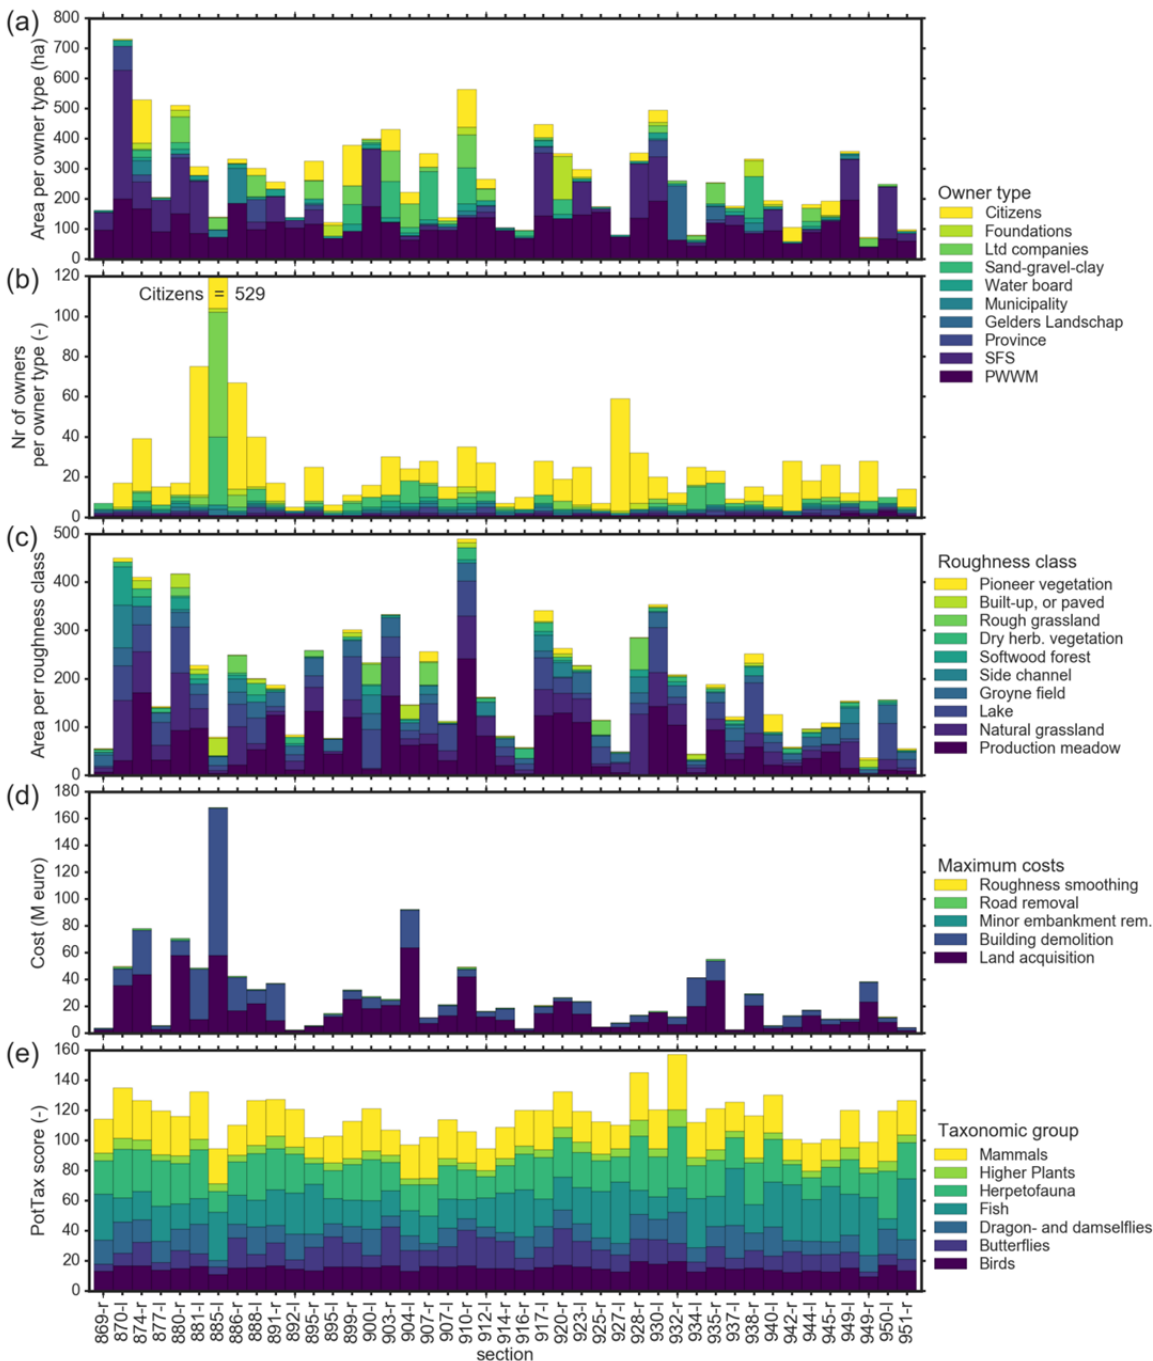 (a)
800
700
600
500
400
300
200
100
0
Area per owner type (ha)
Owner type
Citizens
Foundations
Ltd companies
Sand-gravel-clay
Water board
Municipality
Gelders Landschap
Province
SFS
PWWM
(b)
120
100
80
60
40
20
0
Nr of owners
per owner type (-)
Citizens = 529
(c)
500
400
300
200
100
0
Area per roughness class
Roughness class
Pioneer vegetation
Built-up, or paved
Rough grassland
Dry herb. vegetation
Softwood forest
Side channel
Groyne field
Lake
Natural grassland
Production meadow
(d)
180
160
140
120
100
80
60
40
20
0
Cost (M euro)
Maximum costs
Roughness smoothing
Road removal
Minor embankment rem.
Building demolition
Land acquisition
(e)
160
140
120
100
80
60
40
20
0
PotTax score (-)
Taxonomic group
Mammals
Higher Plants
Herpetofauna
Fish
Dragon- and damselflies
Butterflies
Birds
869-r
870-l
874-r
877-l
880-r
881-l
885-l
886-r
888-l
891-r
892-l
895-r
895-l
899-r
900-l
903-r
904-l
907-r
907-l
910-r
912-l
914-r
916-r
917-l
920-r
923-l
925-r
927-l
928-r
930-l
932-r
934-l
935-r
937-l
938-r
940-l
942-r
944-l
945-r
949-l
949-r
950-l
951-r
section